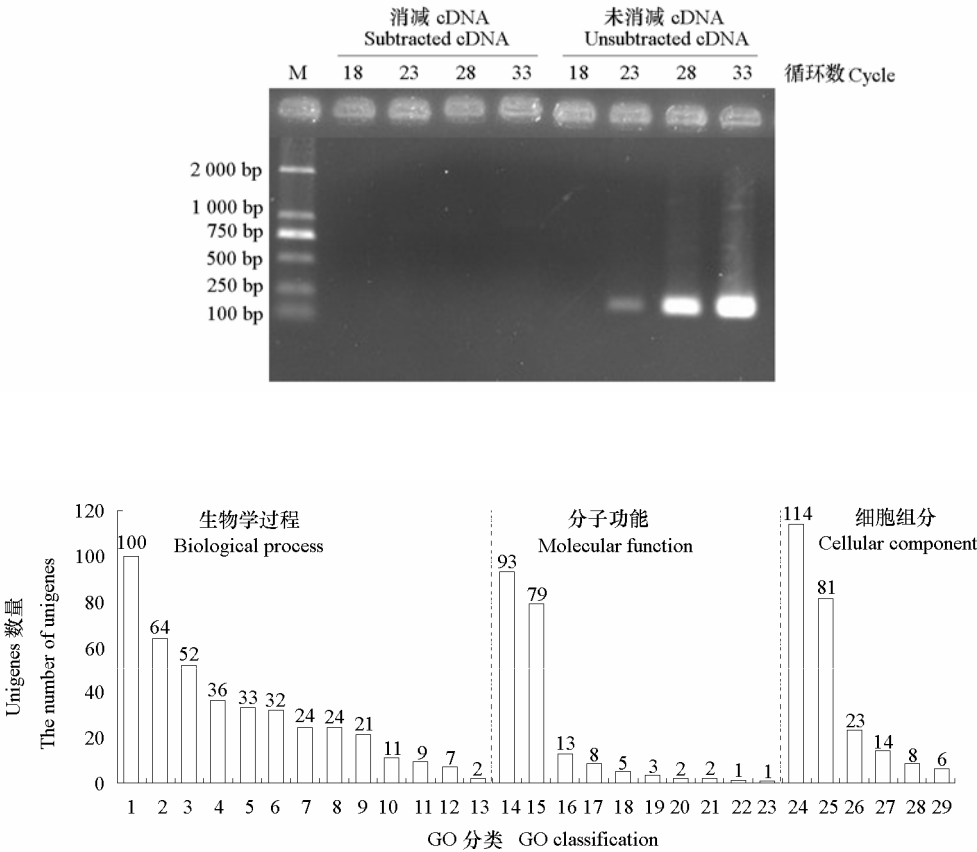 消减 cDNA
Subtracted cDNA
未消减 cDNA
Unsubtracted cDNA
M 18 23 28 33 18 23 28 33 循环数 Cycle
2 000 bp
1 000 bp
750 bp
500 bp
250 bp
100 bp
Unigenes 数量
The number of unigenes
120
100
80
60
40
20
0
生物学过程
Biological process
分子功能
Molecular function
细胞组分
Cellular component
100 64 52 36 33 32 24 24 21 11 9 7 2 93 79 13 8 5 3 2 2 1 1 114 81 23 14 8 6
1 2 3 4 5 6 7 8 9 10 11 12 13 14 15 16 17 18 19 20 21 22 23 24 25 26 27 28 29
GO 分类 GO classification